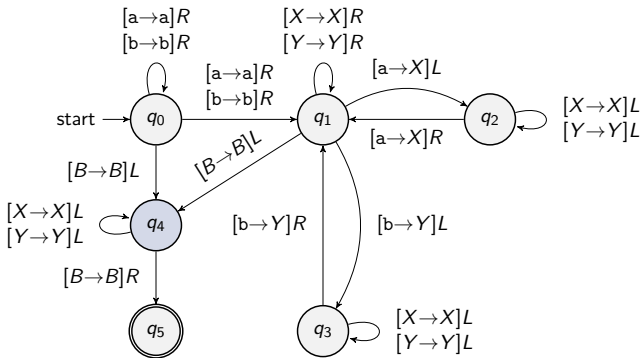 [a→a]R
[b→b]R
[X→X]R
[Y→Y]R
[a→a]R
[b→b]R
[a→X]L
start
q0
q1
q2
[X→X]L
[Y→Y]L
[a→X]R
[B→B]L
[B→B]L
[X→X]L
[Y→Y]L
q4
[b→Y]R
[b→Y]L
[B→B]R
q5
q3
[X→X]L
[Y→Y]L